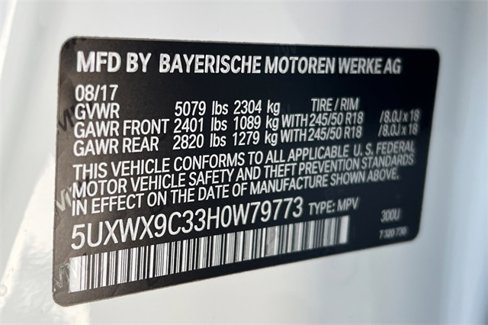 MFD BY BAYERISCHE MOTOREN WERKE AG
08/17
GVWR 5079 lbs 2304 kg TIRE / RIM
GAWR FRONT 2401 lbs 1089 kg WITH 245/50 R18 /8.0J x 18
GAWR REAR 2820 lbs 1279 kg WITH 245/50 R18 /8.0J x 18
THIS VEHICLE CONFORMS TO ALL APPLICABLE U. S. FEDERAL
MOTOR VEHICLE SAFETY AND THEFT PREVENTION STANDARDS
IN EFFECT ON THE DATE OF MANUFACTURE SHOWN ABOVE.
5UXWX9C33H0W79773 TYPE: MPV
300U
7 320 730